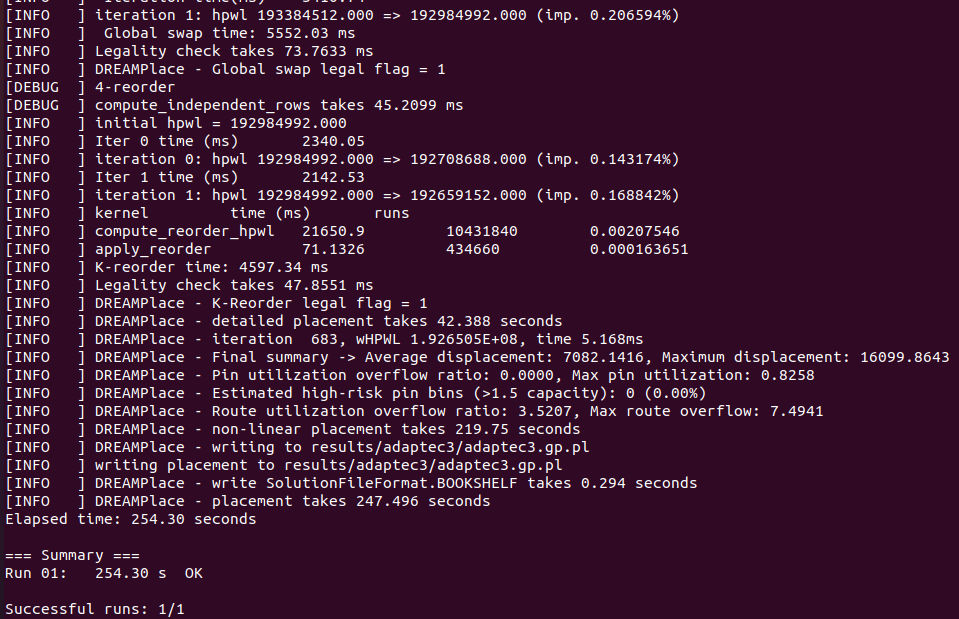 [INFO   ] iteration 1: hpwl 193384512.000 => 192984992.000 (imp. 0.206594%)
[INFO   ]  Global swap time: 5552.03 ms
[INFO   ] Legality check takes 73.7633 ms
[INFO   ] DREAMPlace - Global swap legal flag = 1
[DEBUG  ] 4-reorder
[DEBUG  ] compute_independent_rows takes 45.2099 ms
[INFO   ] initial hpwl = 192984992.000
[INFO   ] Iter 0 time (ms)       2340.05
[INFO   ] iteration 0: hpwl 192984992.000 => 192708688.000 (imp. 0.143174%)
[INFO   ] Iter 1 time (ms)       2142.53
[INFO   ] iteration 1: hpwl 192984992.000 => 192659152.000 (imp. 0.168842%)
[INFO   ] kernel         time (ms)       runs
[INFO   ] compute_reorder_hpwl   21650.9         10431840        0.00207546
[INFO   ] apply_reorder          71.1326         434660          0.000163651
[INFO   ] K-reorder time: 4597.34 ms
[INFO   ] Legality check takes 47.8551 ms
[INFO   ] DREAMPlace - K-Reorder legal flag = 1
[INFO   ] DREAMPlace - detailed placement takes 42.388 seconds
[INFO   ] DREAMPlace - iteration  683, wHPWL 1.926505E+08, time 5.168ms
[INFO   ] DREAMPlace - Final summary -> Average displacement: 7082.1416, Maximum displacement: 16099.8643
[INFO   ] DREAMPlace - Pin utilization overflow ratio: 0.0000, Max pin utilization: 0.8258
[INFO   ] DREAMPlace - Estimated high-risk pin bins (>1.5 capacity): 0 (0.00%)
[INFO   ] DREAMPlace - Route utilization overflow ratio: 3.5207, Max route overflow: 7.4941
[INFO   ] DREAMPlace - non-linear placement takes 219.75 seconds
[INFO   ] DREAMPlace - writing to results/adaptec3/adaptec3.gp.pl
[INFO   ] writing placement to results/adaptec3/adaptec3.gp.pl
[INFO   ] DREAMPlace - write SolutionFileFormat.BOOKSHELF takes 0.294 seconds
[INFO   ] DREAMPlace - placement takes 247.496 seconds
Elapsed time: 254.30 seconds
=== Summary ===
Run 01:   254.30 s  OK
Successful runs: 1/1